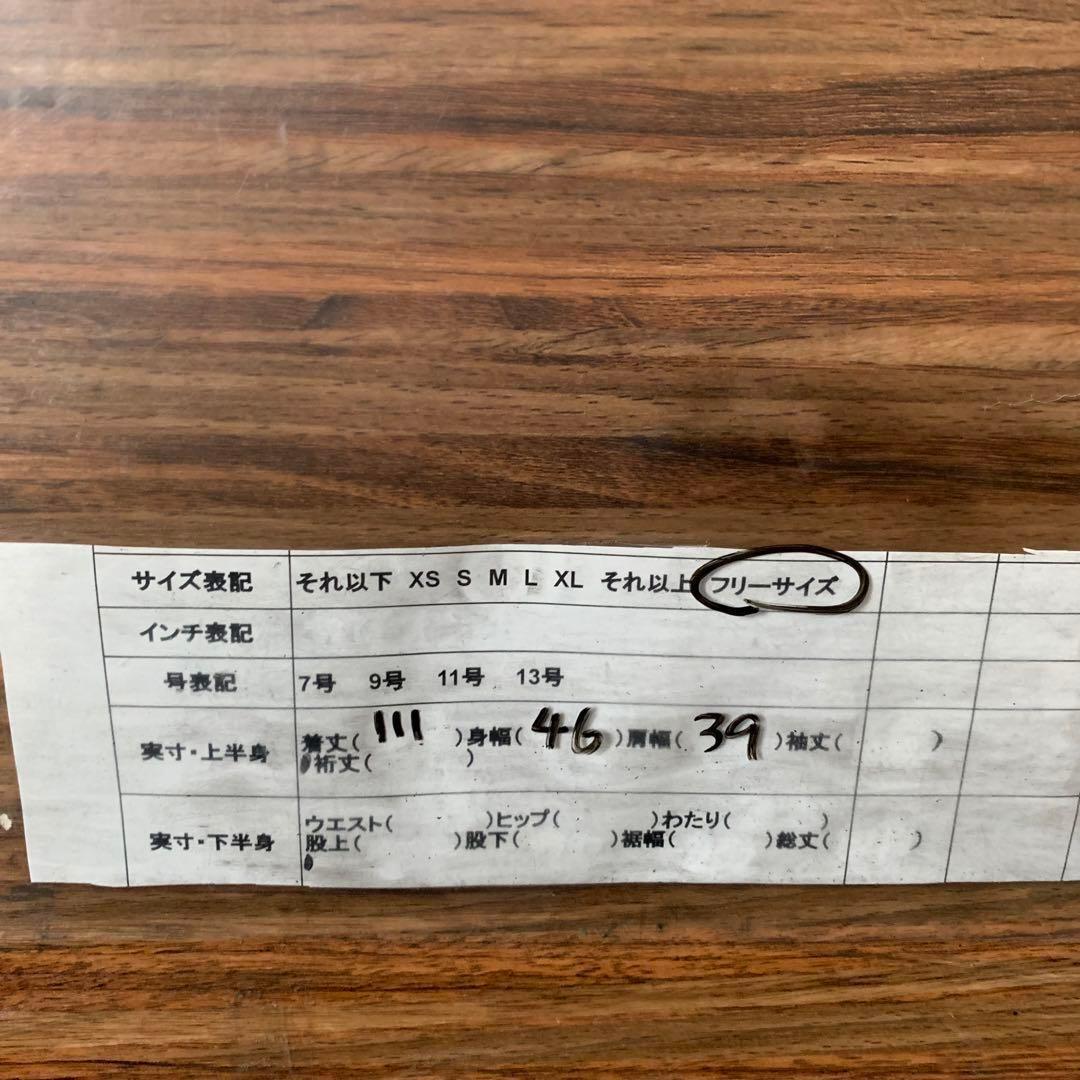 サイズ表記 それ以下 XS S M L XL それ以上 フリーサイズ
インチ表記
号表記 7号 9号 11号 13号
実寸・上半身 着丈( 111 )身幅( 46 )肩幅( 39 )袖丈( )
裄丈( )
実寸・下半身 ウエスト( )ヒップ( )わたり( )
股上( )股下( )裾幅( )総丈( )